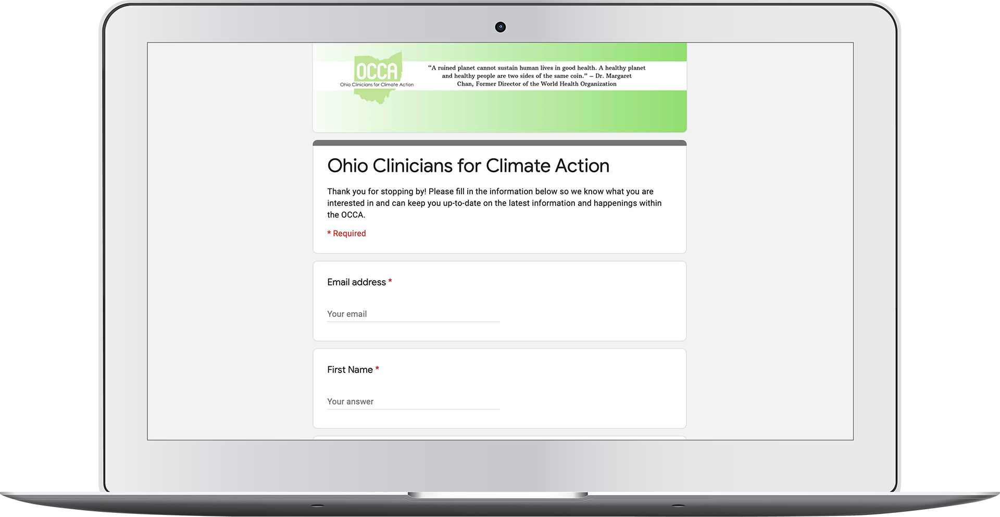 OCCA
Ohio Clinicians for Climate Action
“A ruined planet cannot sustain human lives in good health. A healthy planet
and healthy people are two sides of the same coin.” – Dr. Margaret
Chan, Former Director of the World Health Organization
Ohio Clinicians for Climate Action
Thank you for stopping by! Please fill in the information below so we know what you are
interested in and can keep you up-to-date on the latest information and happenings within
the OCCA.
* Required
Email address *
Your email
First Name *
Your answer